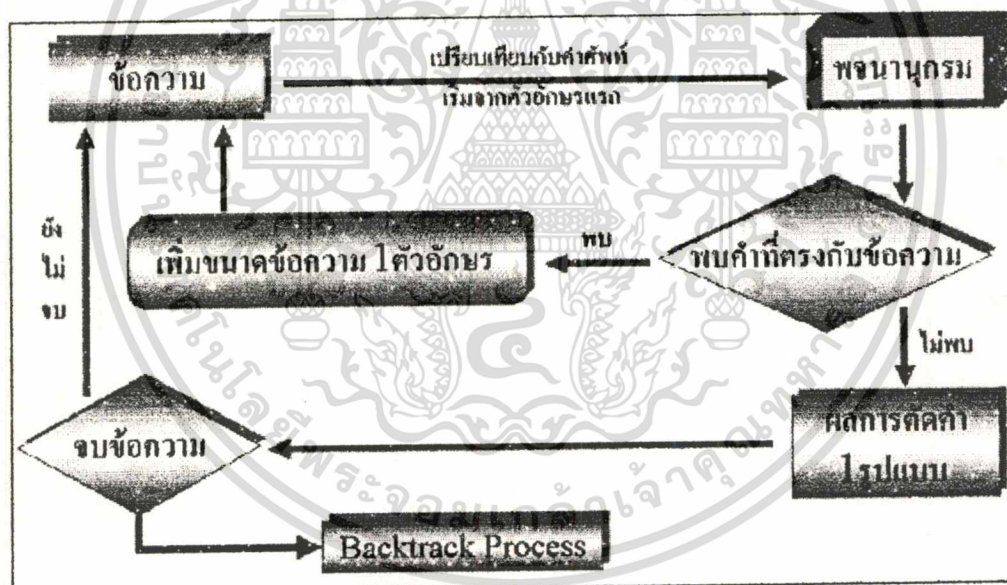 ข้อความ
เปรียบเทียบกับคำศัพท์
เริ่มจากตัวอักษรแรก
พจนานุกรม
พบคำที่ตรงกับข้อความ
พบ
เพิ่มขนาดข้อความ 1ตัวอักษร
ยัง
ไม่
จบ
ไม่พบ
ผลการตัดคำ
1รูปแบบ
จบข้อความ
Backtrack Process